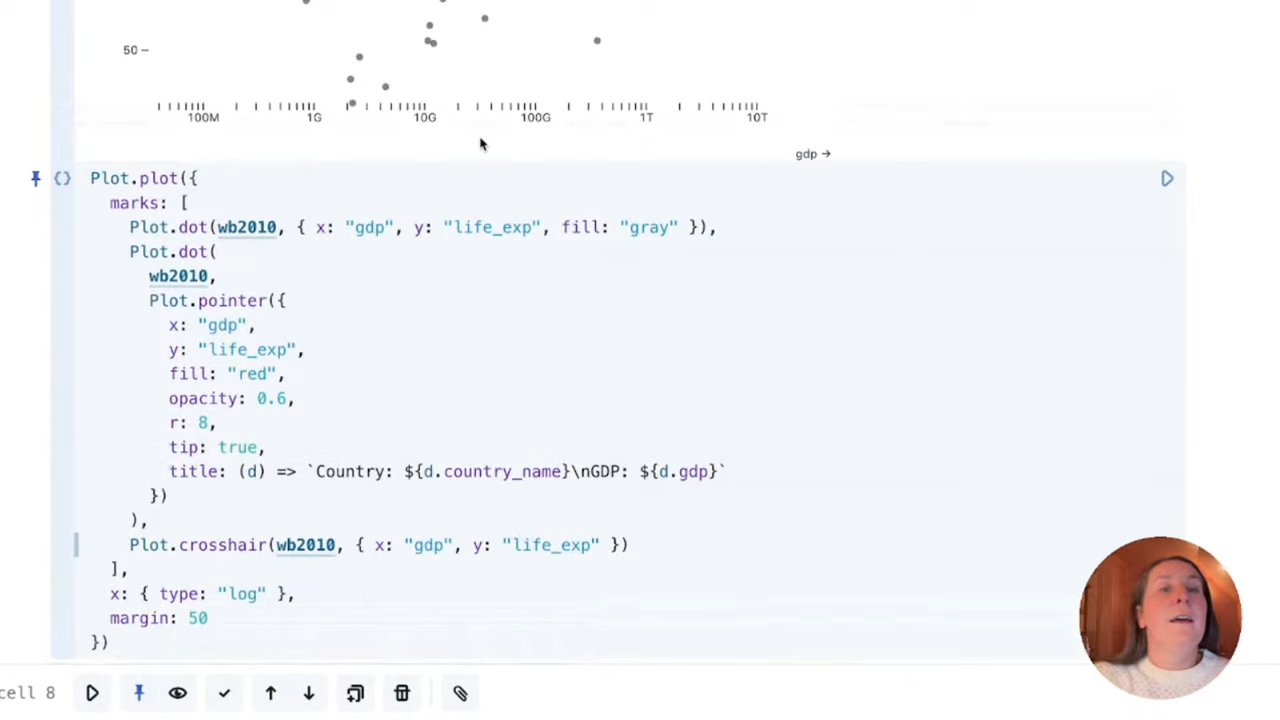 50
100M 1G 10G 100G 1T 10T
gdp →
Plot.plot({
marks: [
Plot.dot(wb2010, { x: "gdp", y: "life_exp", fill: "gray" }),
Plot.dot(
wb2010,
Plot.pointer({
x: "gdp",
y: "life_exp",
fill: "red",
opacity: 0.6,
r: 8,
tip: true,
title: (d) => `Country: ${d.country_name}\nGDP: ${d.gdp}`
})
),
Plot.crosshair(wb2010, { x: "gdp", y: "life_exp" })
],
x: { type: "log" },
margin: 50
})
cell 8